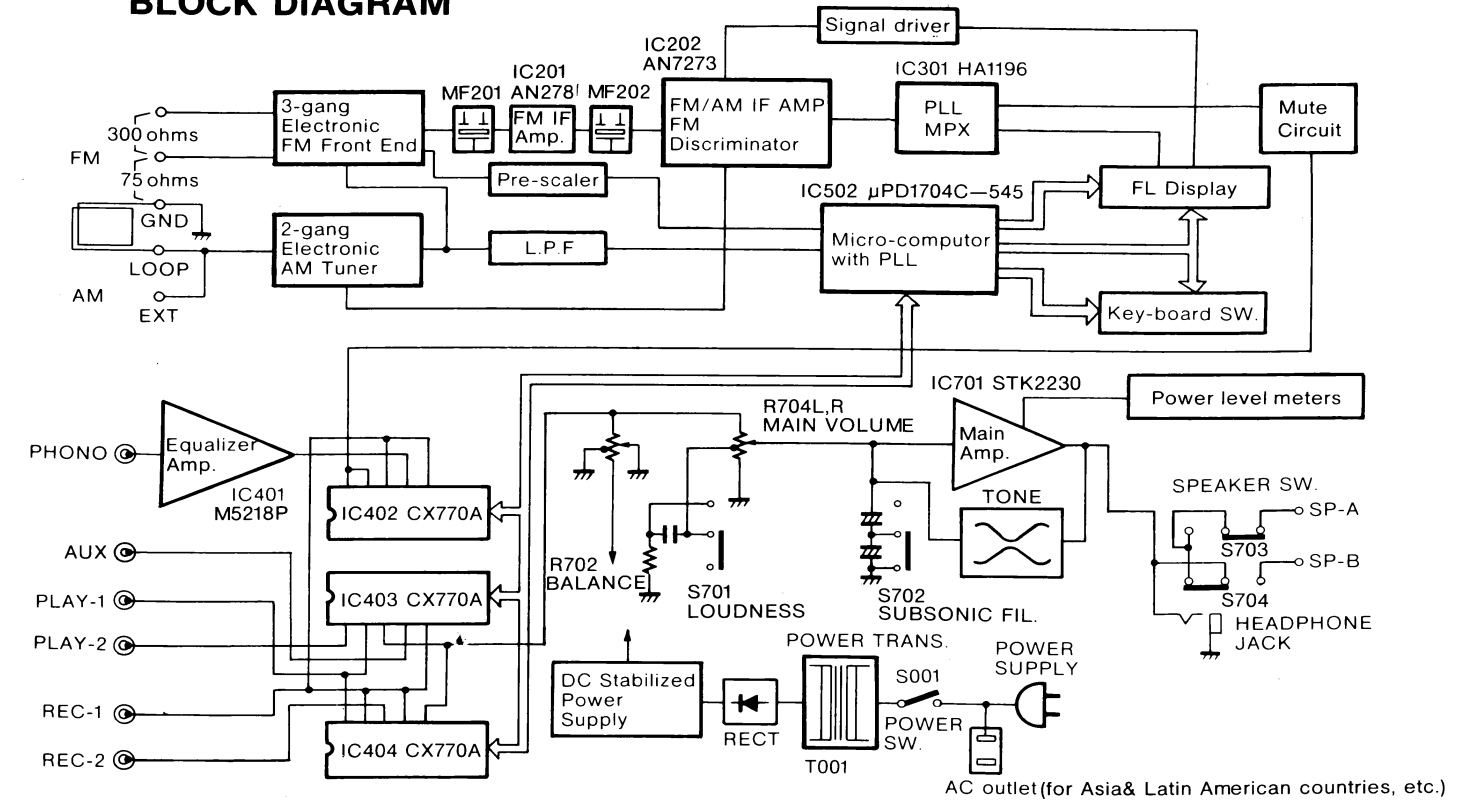 BLOCK DIAGRAM
Signal driver
IC202
AN7273
IC201
AN278
MF201
MF202
IC301 HA1196
3-gang
Electronic
FM Front End
FM IF
Amp.
FM/AM IF AMP
FM
Discriminator
PLL
MPX
Mute
Circuit
300 ohms
FM
75 ohms
GND
LOOP
AM
EXT
Pre-scaler
IC502 µPD1704C—545
FL Display
2-gang
Electronic
AM Tuner
L.P.F
Micro-computor
with PLL
Key-board SW.
IC701 STK2230
Power level meters
R704L,R
MAIN VOLUME
PHONO
Equalizer
Amp.
IC401
M5218P
Main
Amp.
TONE
SPEAKER SW.
SP-A
S703
SP-B
S704
HEADPHONE
JACK
IC402 CX770A
AUX
R702
BALANCE
S701
LOUDNESS
S702
SUBSONIC FIL.
PLAY-1
IC403 CX770A
PLAY-2
POWER TRANS.
POWER
SUPPLY
DC Stabilized
Power
Supply
S001
REC-1
RECT
POWER
SW.
REC-2
IC404 CX770A
T001
AC outlet(for Asia& Latin American countries, etc.)